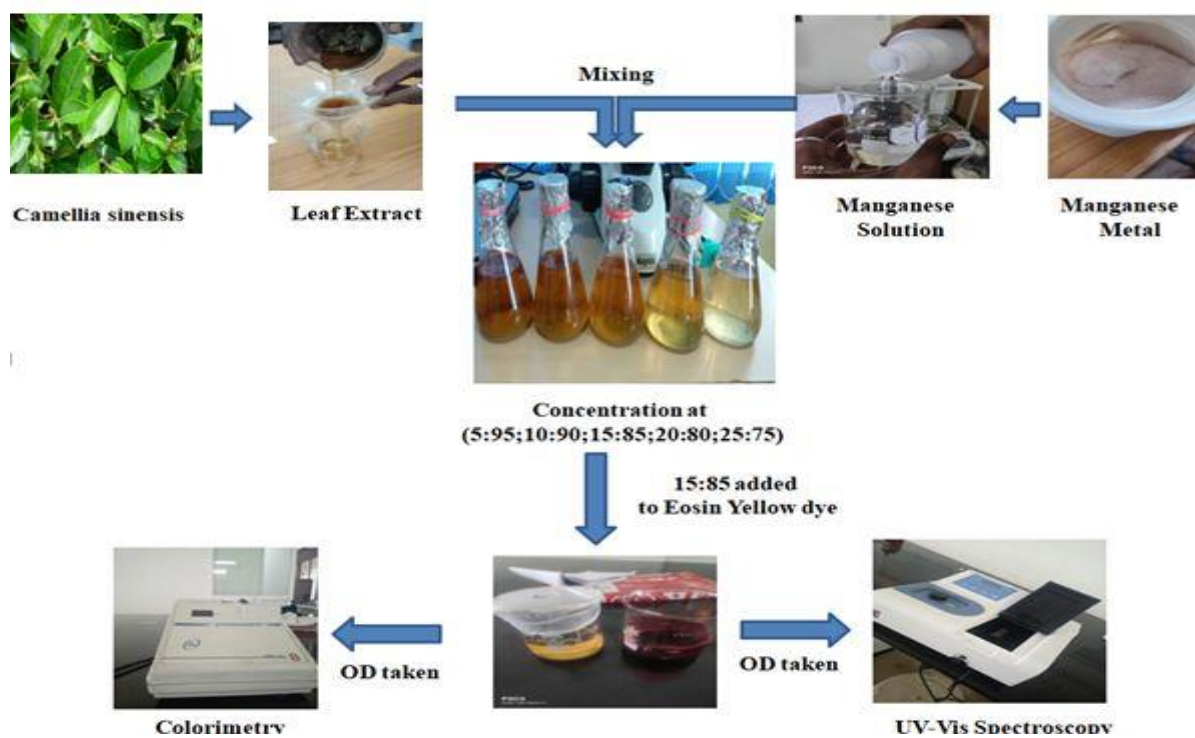 Mixing
Camellia sinensis
Leaf Extract
Manganese
Solution
Manganese
Metal
Concentration at
(5:95;10:90;15:85;20:80;25:75)
15:85 added
to Eosin Yellow dye
OD taken
OD taken
Colorimetry
UV-Vis Spectroscopy